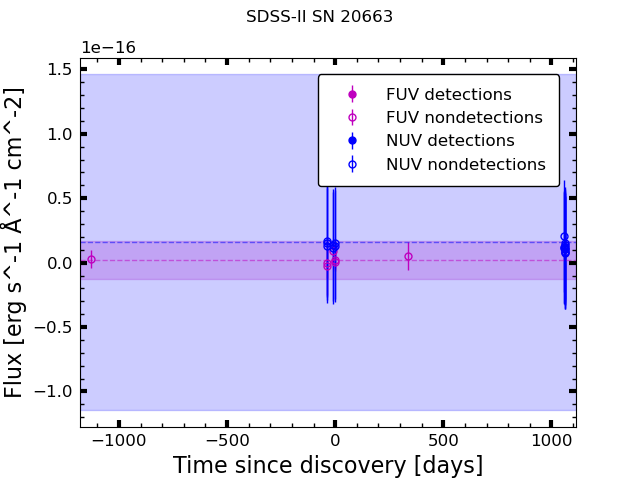 SDSS-II SN 20663
1e−16
FUV detections
FUV nondetections
NUV detections
NUV nondetections
1.5
1.0
0.5
0.0
−0.5
−1.0
Flux [erg s^-1 Å^-1 cm^-2]
−1000
−500
0
500
1000
Time since discovery [days]